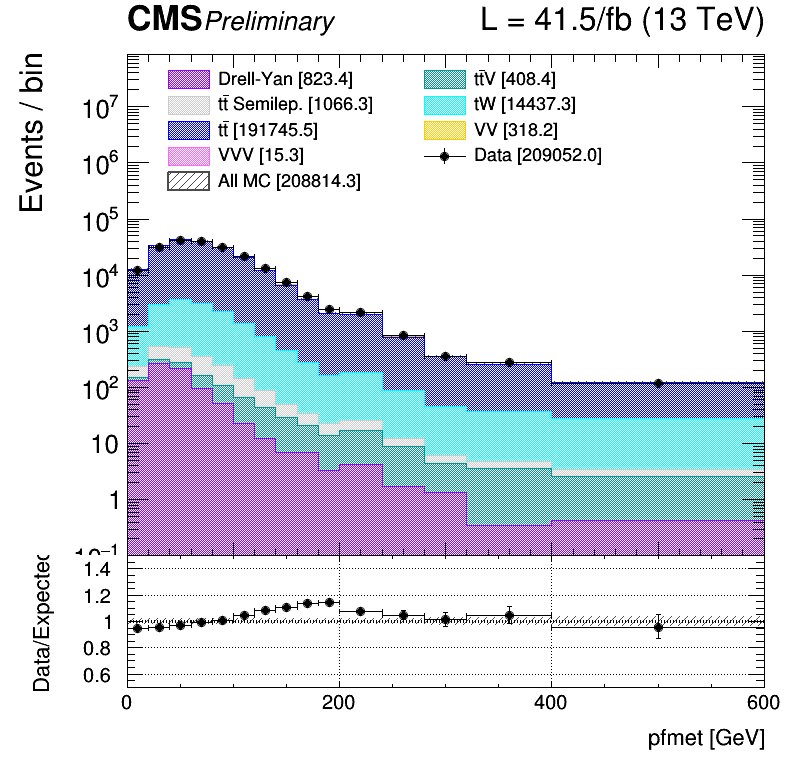 CMS Preliminary L = 41.5/fb (13 TeV)
Events / bin
Drell-Yan [823.4]
tt̄ Semilep. [1066.3]
tt̄ [191745.5]
VVV [15.3]
All MC [208814.3]
tt̄V [408.4]
tW [14437.3]
VV [318.2]
Data [209052.0]
10⁷
10⁶
10⁵
10⁴
10³
10²
10
1
10⁻¹
Data/Expected
1.4
1.2
1
0.8
0.6
0 200 400 600
pfmet [GeV]